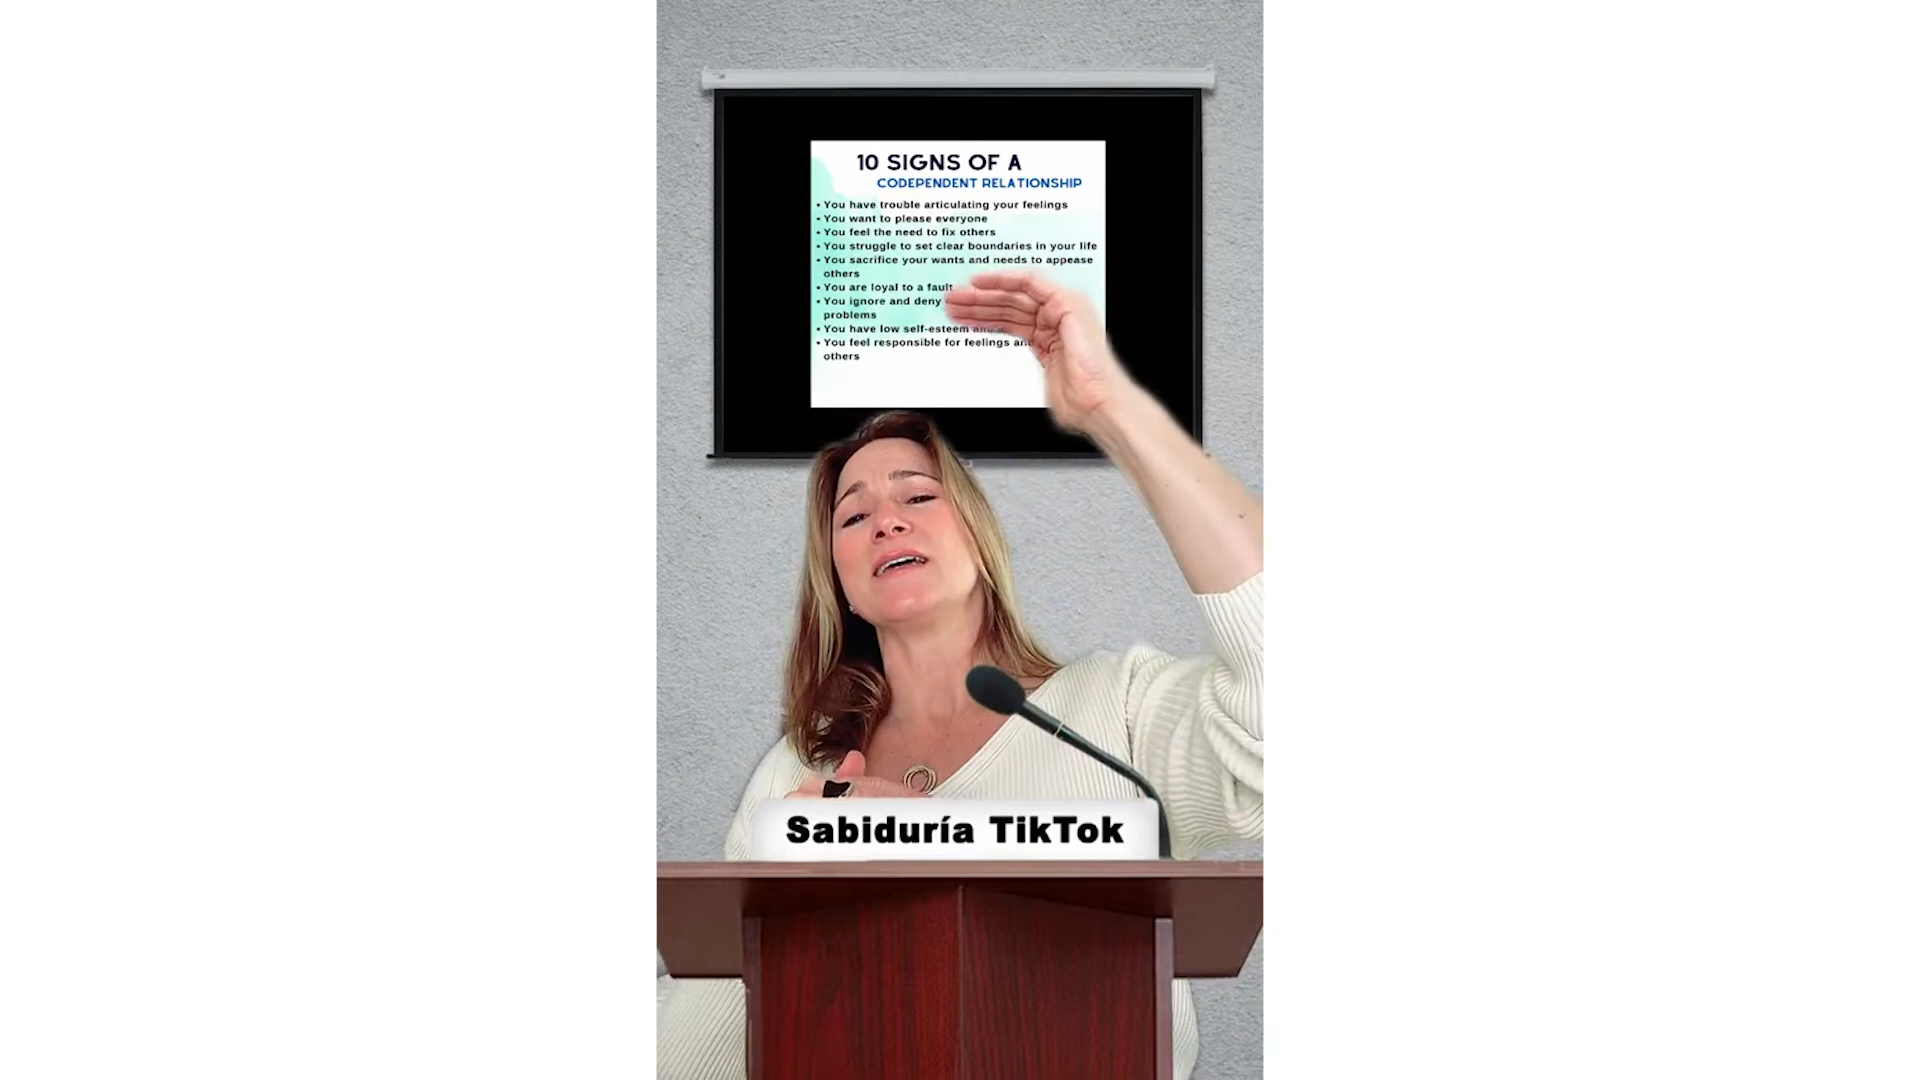 10 SIGNS OF A
CODEPENDENT RELATIONSHIP
• You have trouble articulating your feelings
• You want to please everyone
• You feel the need to fix others
• You struggle to set clear boundaries in your life
• You sacrifice your wants and needs to appease
others
• You are loyal to a fault
• You ignore and deny
problems
• You have low self-esteem and
• You feel responsible for feelings and
others
Sabiduría TikTok